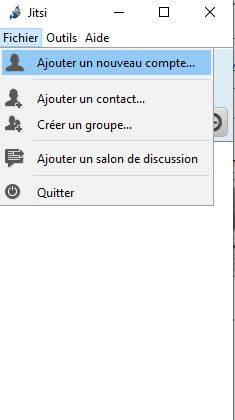 Jitsi
Fichier Outils Aide
Ajouter un nouveau compte...
Ajouter un contact...
Créer un groupe...
Ajouter un salon de discussion
Quitter